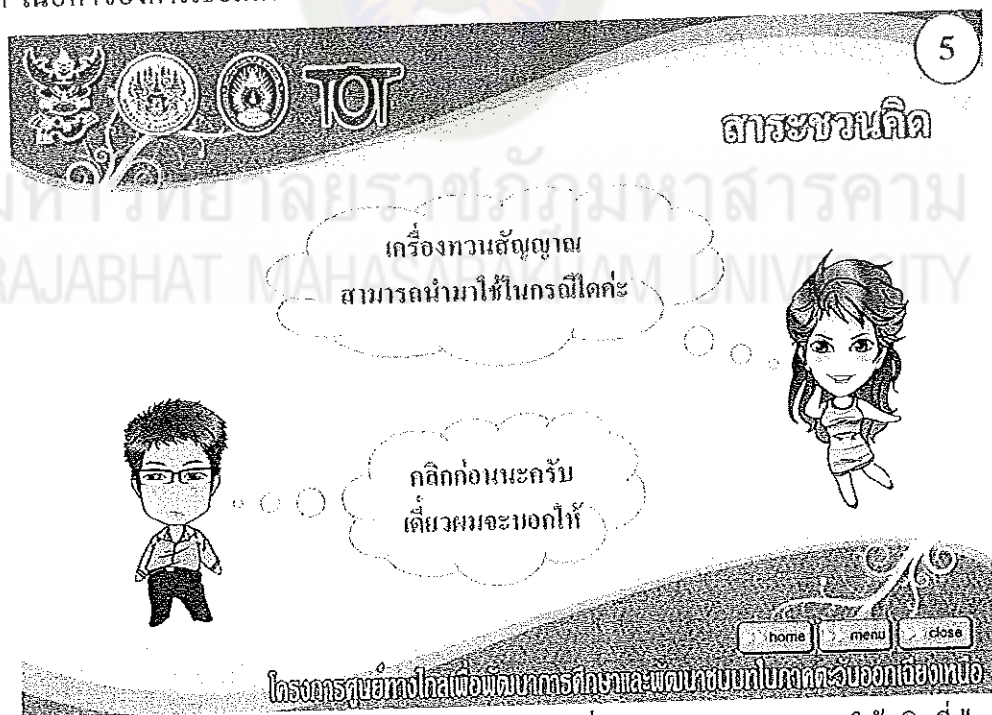 5
TOT
สาระชวนคิด
มหาวิทยาลัยราชภัฏมหาสารคาม
RAJABHAT MAHASARAKHAM UNIVERSITY
เครื่องทวนสัญญาณ
สามารถนำมาใช้ในกรณีใดค่ะ
คลิกก่อนนะครับ
เดี๋ยวผมจะบอกให้
home menu close
โครงการศูนย์ทางไกลเพื่อพัฒนาการศึกษาและพัฒนาชนบทในภาคตะวันออกเฉียงเหนือ